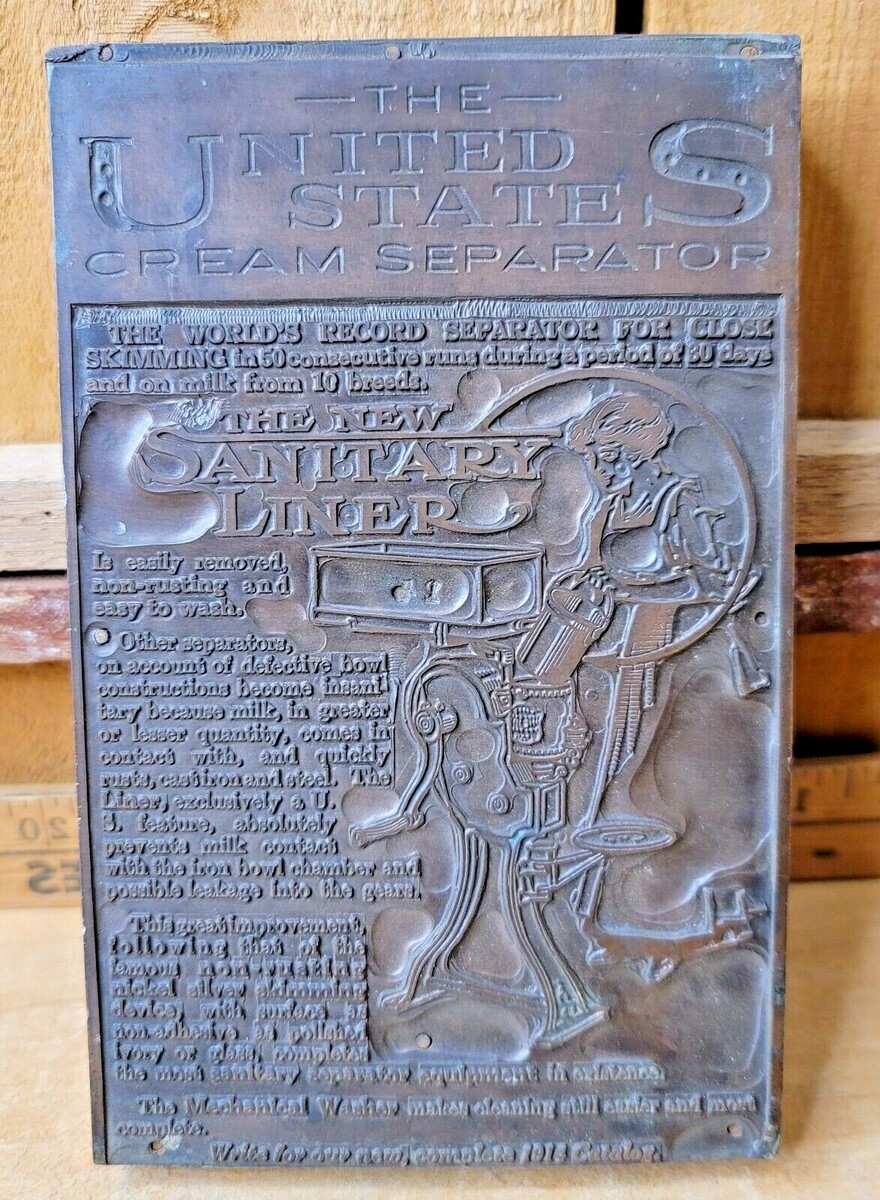 THE
UNITED
STATES
CREAM SEPARATOR
THE WORLD'S RECORD SEPARATOR FOR CLOSE
SKIMMING in 50 consecutive runs during a period of 30 days
and on milk from 10 breeds.
THE NEW
SANITARY
LINER
Is easily removed,
non-rusting and
easy to wash.
Other separators,
on account of defective bowl
constructions become insani-
tary because milk, in greater
or lesser quantity, comes in
contact with, and quickly
rusts, cast iron and steel. The
Liner, exclusively a U.
S. feature, absolutely
prevents milk contact
with the iron bowl chamber and
possible leakage into the gears.
This great improvement,
following that of the
famous non-rusting
nickel silver skimming
device, with surface as
non-adhesive as polished
ivory or glass, completes
the most sanitary separator equipment in existence.
The Mechanical Washer makes cleaning still easier and most
complete.
Write for our new, complete Catalog.
20
1